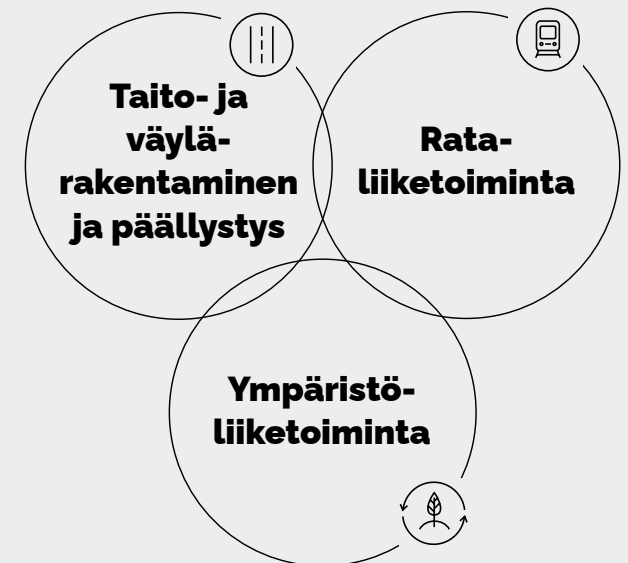 Taito- ja
väylä-
rakentaminen
ja päällystys
Rata-
liiketoiminta
Ympäristö-
liiketoiminta